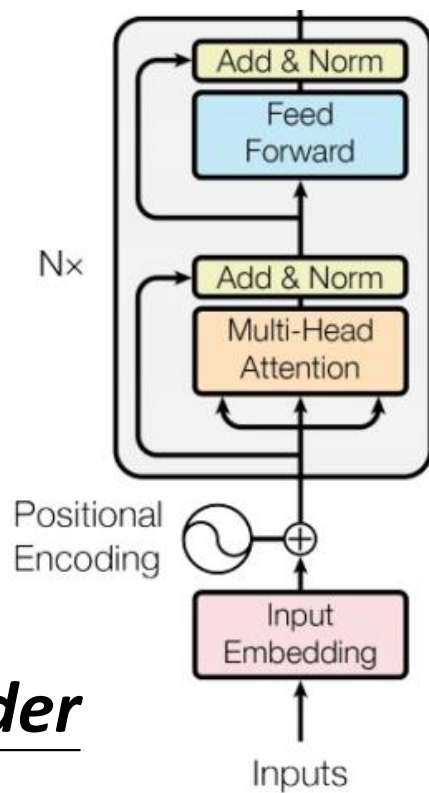 Add & Norm
Feed
Forward
N×
Add & Norm
Multi-Head
Attention
Positional
Encoding
Input
Embedding
der
Inputs